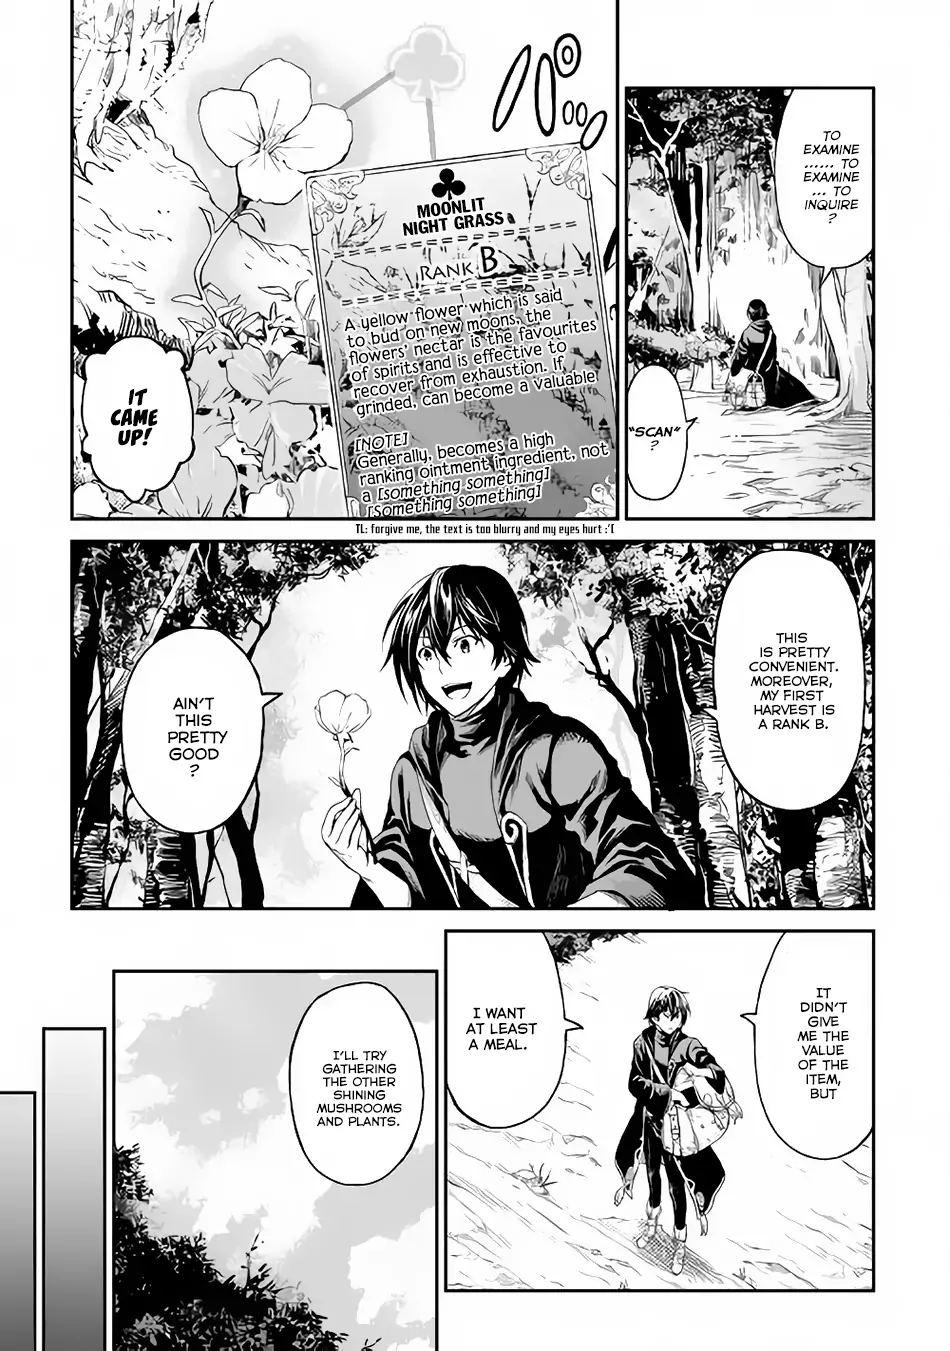 TO
EXAMINE
...... TO
EXAMINE
... TO
INQUIRE
?
"SCAN"
?
パ
MOONLIT
NIGHT GRASS
RANK B
A yellow flower which is said
to bud on new moons, the
flowers' nectar is the favourites
of spirits and is effective to
recover from exhaustion. If,
grinded, can become a valuable
[NOTE]
Generally, becomes a high
ranking ointment ingredient, not
a [something something]
[something something]
IT
CAME
UP!
TL: forgive me, the text is too blurry and my eyes hurt :'(
THIS
IS PRETTY
CONVENIENT.
MOREOVER,
MY FIRST
HARVEST IS
A RANK B.
AIN'T
THIS
PRETTY
GOOD
?
IT
DIDN'T
GIVE
ME THE
VALUE
OF THE
ITEM,
BUT
I WANT
AT LEAST
A MEAL.
I'LL TRY
GATHERING
THE OTHER
SHINING
MUSHROOMS
AND PLANTS.